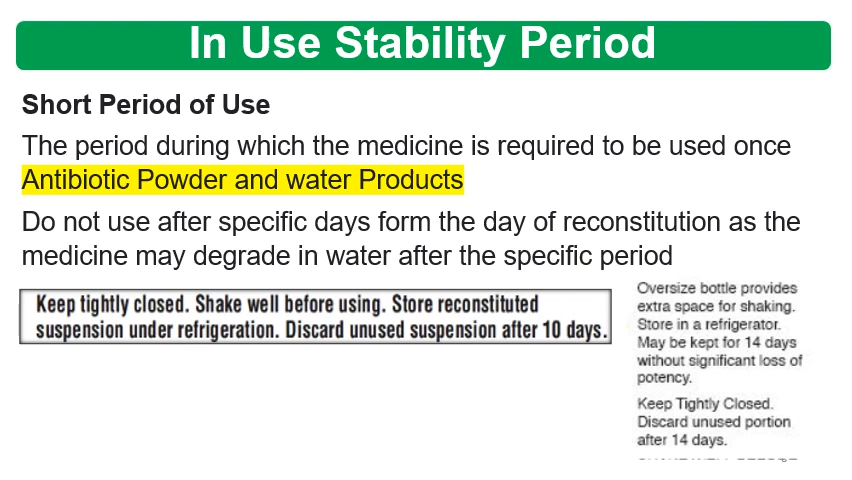 In Use Stability Period
Short Period of Use
The period during which the medicine is required to be used once
Antibiotic Powder and water Products
Do not use after specific days form the day of reconstitution as the
medicine may degrade in water after the specific period
Keep tightly closed. Shake well before using. Store reconstituted
suspension under refrigeration. Discard unused suspension after 10 days.
Oversize bottle provides
extra space for shaking.
Store in a refrigerator.
May be kept for 14 days
without significant loss of
potency.
Keep Tightly Closed.
Discard unused portion
after 14 days.